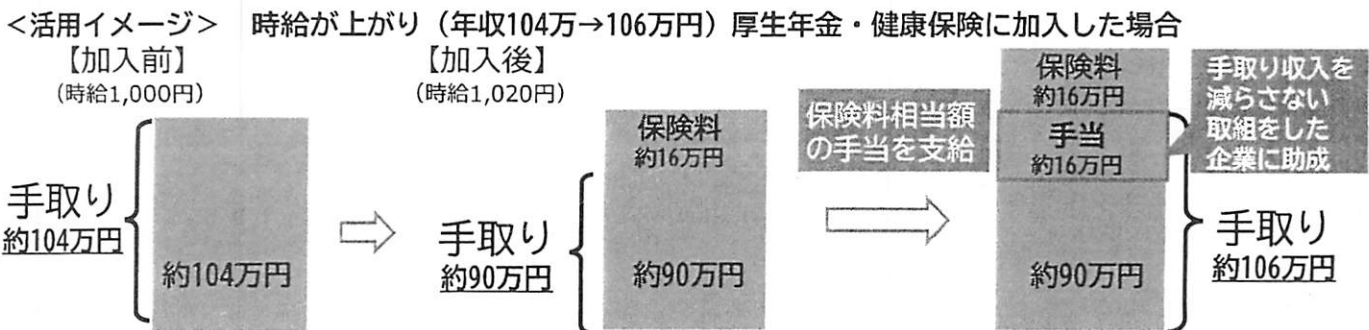 <活用イメージ> 時給が上がり（年収104万→106万円）厚生年金・健康保険に加入した場合
【加入前】
（時給1,000円）
手取り
約104万円
約104万円
【加入後】
（時給1,020円）
保険料
約16万円
手取り
約90万円
約90万円
保険料相当額
の手当を支給
保険料
約16万円
手当
約16万円
約90万円
手取り収入を
減らさない
取組をした
企業に助成
手取り
約106万円